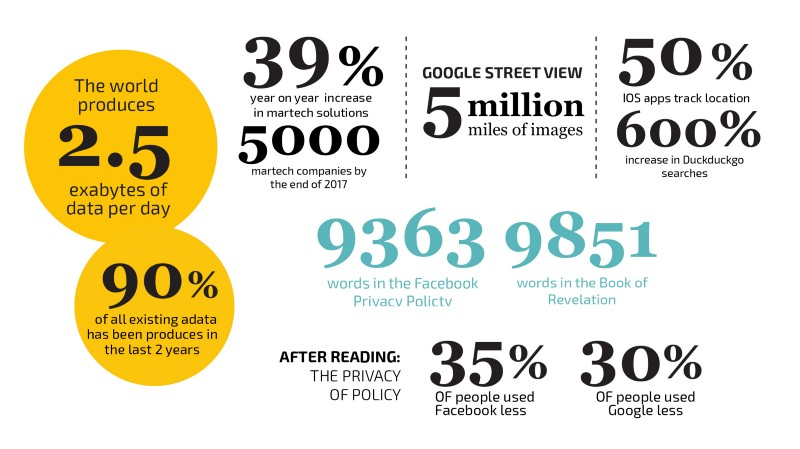 The world
produces
2.5
exabytes of
data per day
90%
of all existing adata
has been produces in
the last 2 years
39%
year on year increase
in martech solutions
5000
martech companies by
the end of 2017
GOOGLE STREET VIEW
5 million
miles of images
50%
IOS apps track location
600%
increase in Duckduckgo
searches
9363
words in the Facebook
Privacy Policty
9851
words in the Book of
Revelation
AFTER READING:
THE PRIVACY
OF POLICY
35%
OF people used
Facebook less
30%
OF people used
Google less